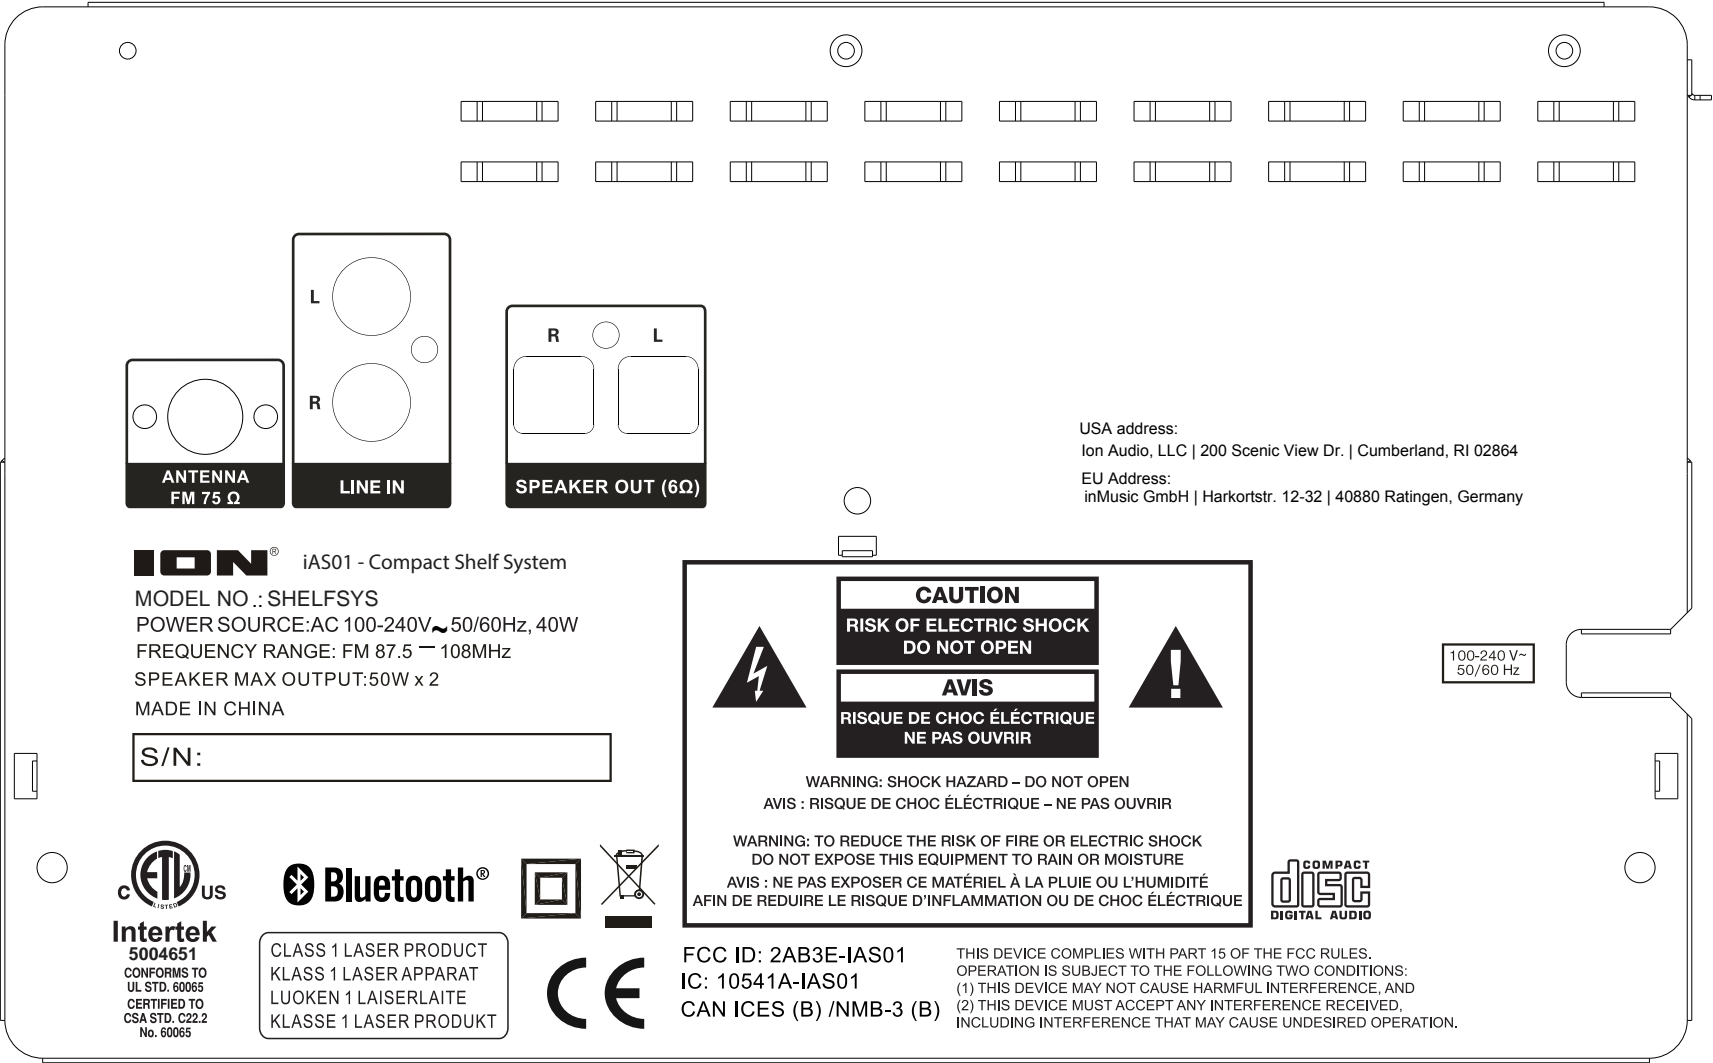 L
R
LINE IN
ANTENNA
FM 75 Ω
R L
SPEAKER OUT (6Ω)
USA address:
Ion Audio, LLC | 200 Scenic View Dr. | Cumberland, RI 02864
EU Address:
inMusic GmbH | Harkortstr. 12-32 | 40880 Ratingen, Germany
ION® iAS01 - Compact Shelf System
MODEL NO.: SHELFSYS
POWER SOURCE:AC 100-240V~ 50/60Hz, 40W
FREQUENCY RANGE: FM 87.5 — 108MHz
SPEAKER MAX OUTPUT:50W x 2
MADE IN CHINA
S/N:
CAUTION
RISK OF ELECTRIC SHOCK
DO NOT OPEN
AVIS
RISQUE DE CHOC ÉLÉCTRIQUE
NE PAS OUVRIR
!
WARNING: SHOCK HAZARD – DO NOT OPEN
AVIS : RISQUE DE CHOC ÉLÉCTRIQUE – NE PAS OUVRIR
WARNING: TO REDUCE THE RISK OF FIRE OR ELECTRIC SHOCK
DO NOT EXPOSE THIS EQUIPMENT TO RAIN OR MOISTURE
AVIS : NE PAS EXPOSER CE MATÉRIEL À LA PLUIE OU L'HUMIDITÉ
AFIN DE REDUIRE LE RISQUE D'INFLAMMATION OU DE CHOC ÉLÉCTRIQUE
100-240 V~
50/60 Hz
C ETL CM US
LISTED
Intertek
5004651
CONFORMS TO
UL STD. 60065
CERTIFIED TO
CSA STD. C22.2
No. 60065
Bluetooth®
CLASS 1 LASER PRODUCT
KLASS 1 LASER APPARAT
LUOKEN 1 LAISERLAITE
KLASSE 1 LASER PRODUKT
CE
COMPACT
disc
DIGITAL AUDIO
FCC ID: 2AB3E-IAS01
IC: 10541A-IAS01
CAN ICES (B) /NMB-3 (B)
THIS DEVICE COMPLIES WITH PART 15 OF THE FCC RULES.
OPERATION IS SUBJECT TO THE FOLLOWING TWO CONDITIONS:
(1) THIS DEVICE MAY NOT CAUSE HARMFUL INTERFERENCE, AND
(2) THIS DEVICE MUST ACCEPT ANY INTERFERENCE RECEIVED,
INCLUDING INTERFERENCE THAT MAY CAUSE UNDESIRED OPERATION.